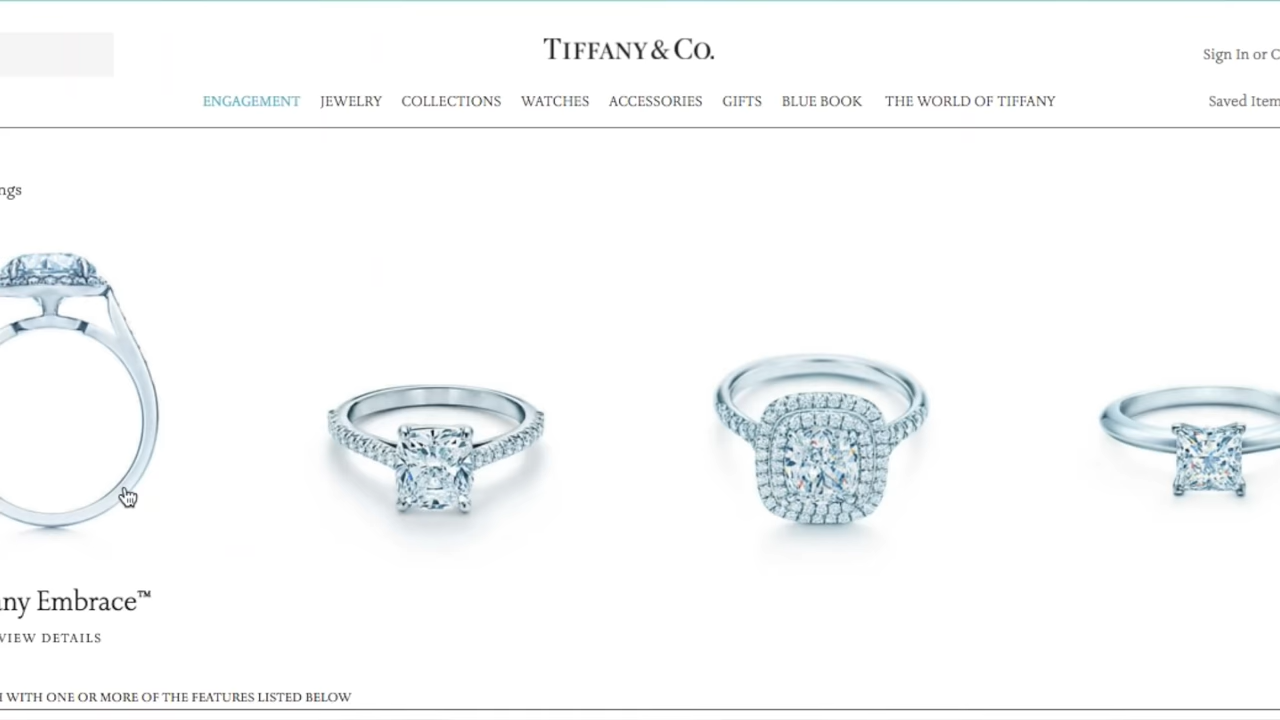 TIFFANY & CO.
Sign In or C
ENGAGEMENT JEWELRY COLLECTIONS WATCHES ACCESSORIES GIFTS BLUE BOOK THE WORLD OF TIFFANY
Saved Item
ngs
any Embrace™
VIEW DETAILS
H WITH ONE OR MORE OF THE FEATURES LISTED BELOW